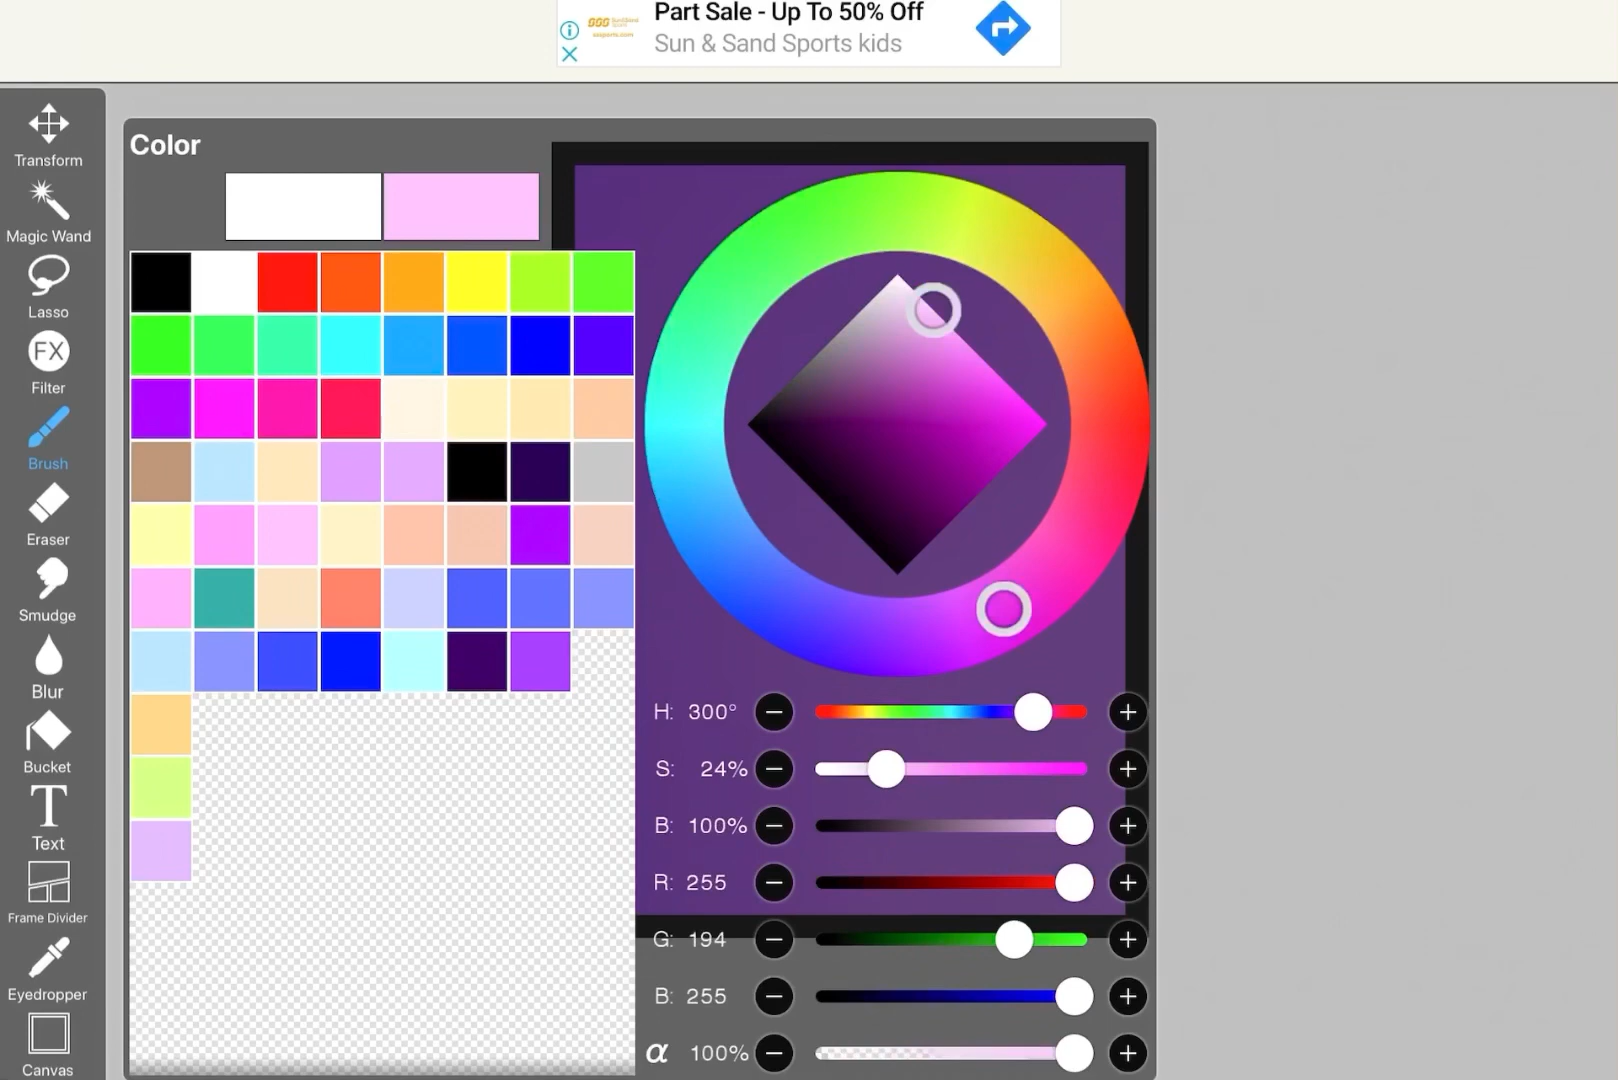 Part Sale - Up To 50% Off
Sun & Sand Sports kids
Transform
Magic Wand
Lasso
FX
Filter
Brush
Eraser
Smudge
Blur
Bucket
T
Text
Frame Divider
Eyedropper
Canvas
Color
H: 300°
S: 24%
B: 100%
R: 255
G: 194
B: 255
α 100%